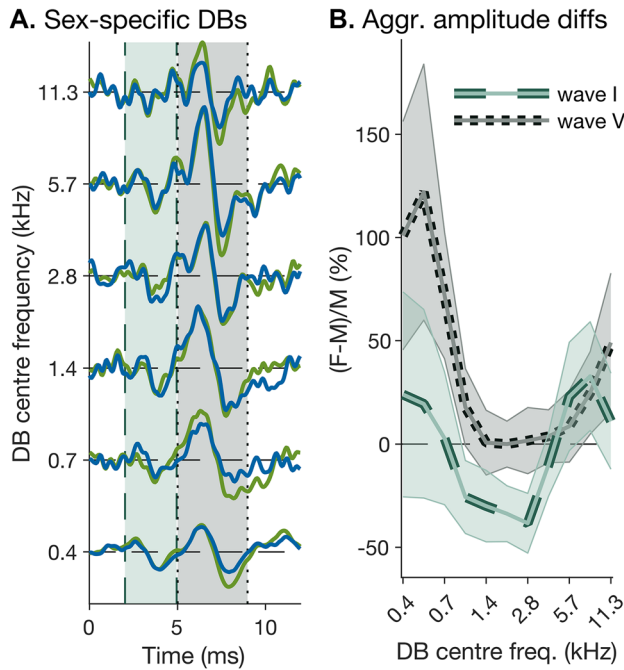 A. Sex-specific DBs
DB centre frequency (kHz)
11.3
5.7
2.8
1.4
0.7
0.4
0 5 10
Time (ms)
B. Aggr. amplitude diffs
wave I
wave V
(F-M)/M (%)
150
100
50
0
-50
0.4 0.7 1.4 2.8 5.7 11.3
DB centre freq. (kHz)